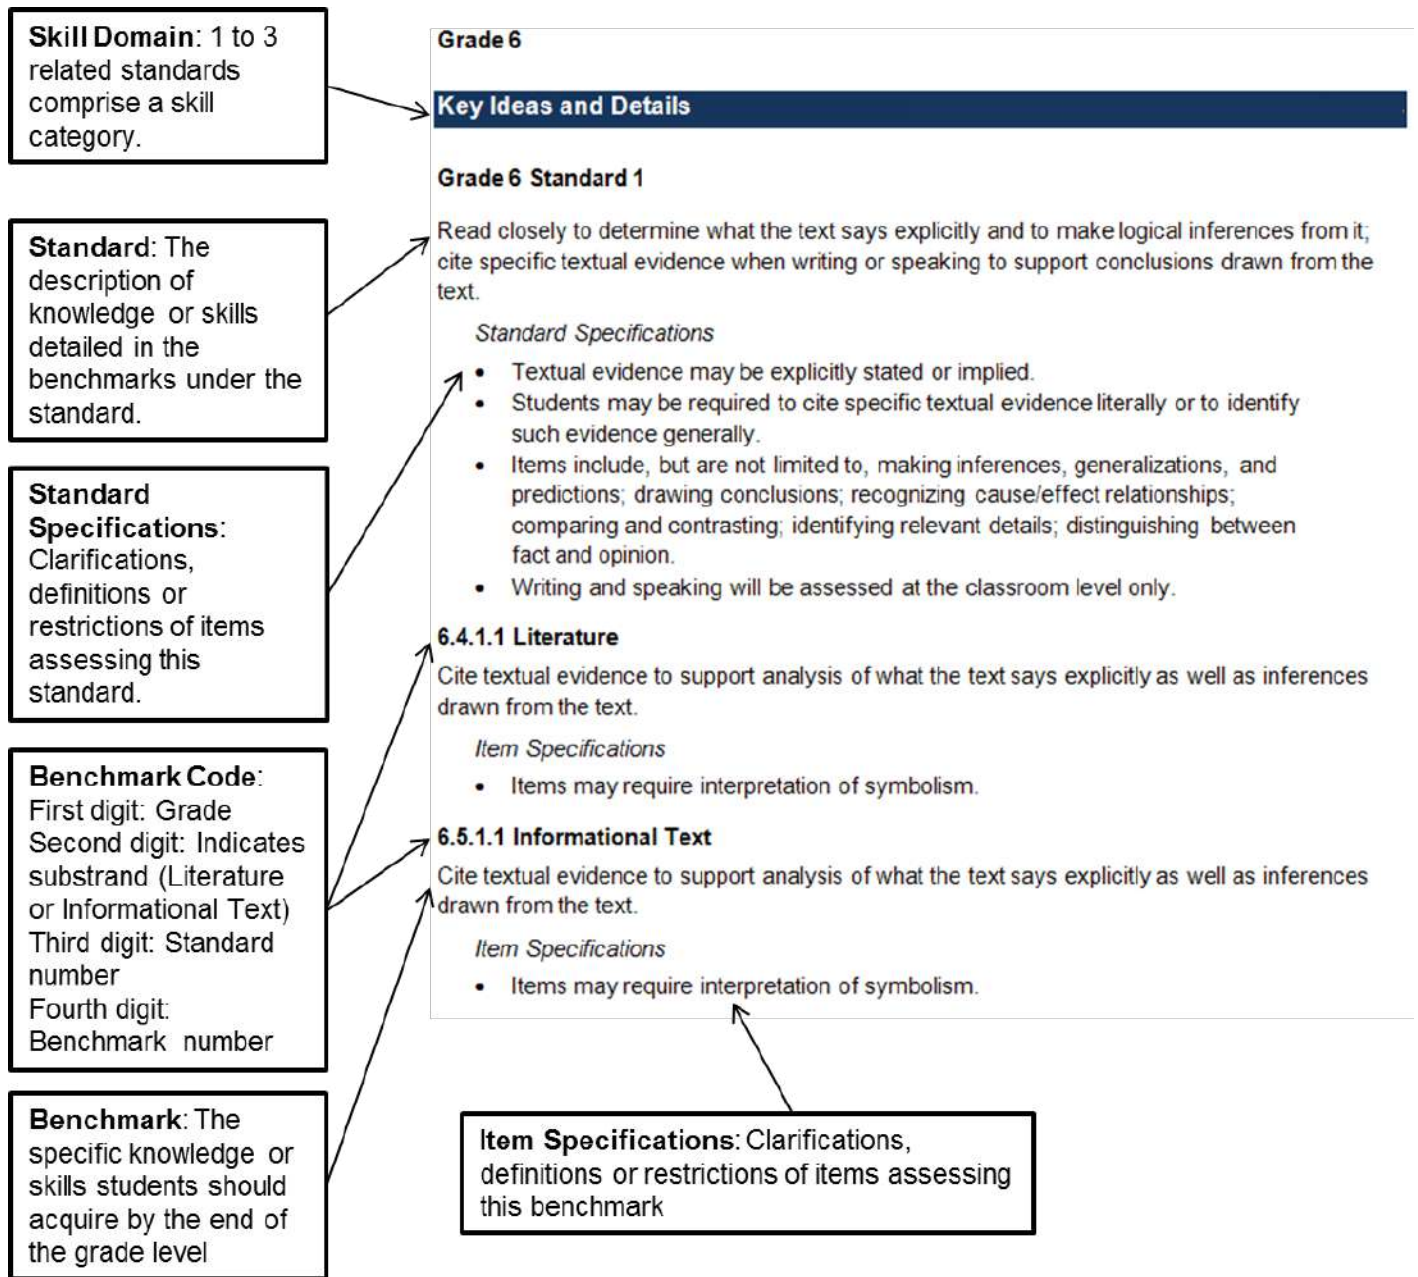 Skill Domain: 1 to 3
related standards
comprise a skill
category.
Standard: The
description of
knowledge or skills
detailed in the
benchmarks under the
standard.
Standard
Specifications:
Clarifications,
definitions or
restrictions of items
assessing this
standard.
Benchmark Code:
First digit: Grade
Second digit: Indicates
substrand (Literature
or Informational Text)
Third digit: Standard
number
Fourth digit:
Benchmark number
Benchmark: The
specific knowledge or
skills students should
acquire by the end of
the grade level
Grade 6
Key Ideas and Details
Grade 6 Standard 1
Read closely to determine what the text says explicitly and to make logical inferences from it;
cite specific textual evidence when writing or speaking to support conclusions drawn from the
text.
Standard Specifications
• Textual evidence may be explicitly stated or implied.
• Students may be required to cite specific textual evidence literally or to identify
such evidence generally.
• Items include, but are not limited to, making inferences, generalizations, and
predictions; drawing conclusions; recognizing cause/effect relationships;
comparing and contrasting; identifying relevant details; distinguishing between
fact and opinion.
• Writing and speaking will be assessed at the classroom level only.
6.4.1.1 Literature
Cite textual evidence to support analysis of what the text says explicitly as well as inferences
drawn from the text.
Item Specifications
• Items may require interpretation of symbolism.
6.5.1.1 Informational Text
Cite textual evidence to support analysis of what the text says explicitly as well as inferences
drawn from the text.
Item Specifications
• Items may require interpretation of symbolism.
Item Specifications: Clarifications,
definitions or restrictions of items assessing
this benchmark